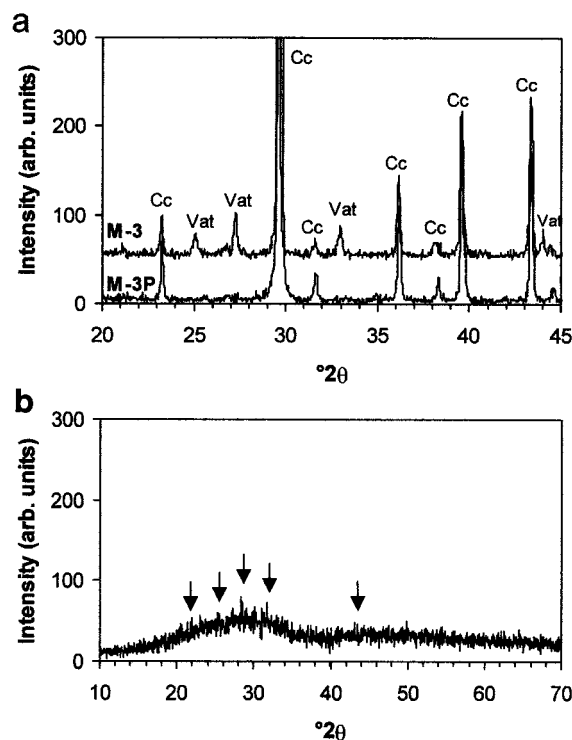 a
300
200
100
0
Intensity (arb. units)
Cc
Cc
Cc
Cc
Vat
Vat
Cc
Vat
Cc
Vat
M-3
M-3P
20 25 30 35 40 45
°2θ
b
300
200
100
0
Intensity (arb. units)
10 20 30 40 50 60 70
°2θ